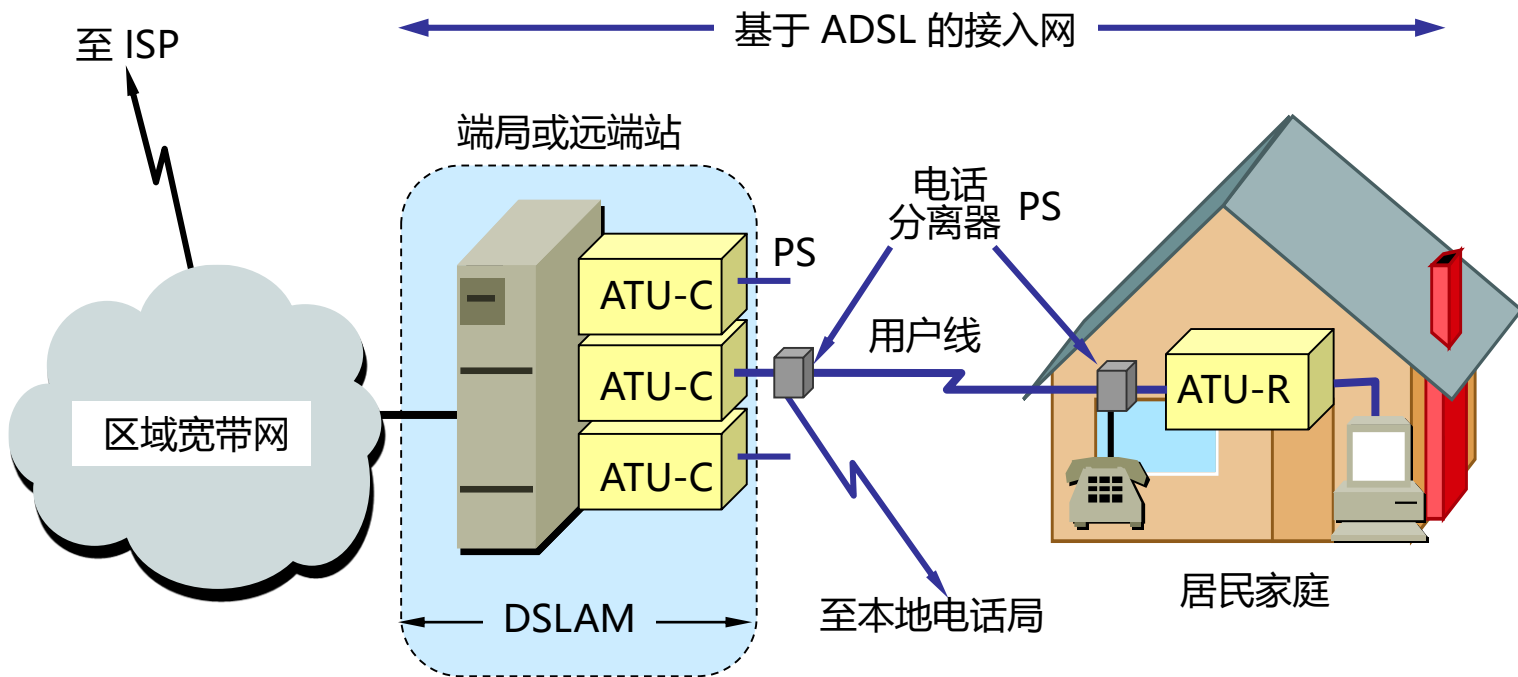 基于 ADSL 的接入网
至 ISP
端局或远端站
电话
分离器
PS
PS
ATU-C
ATU-C
ATU-C
用户线
ATU-R
区域宽带网
DSLAM
至本地电话局
居民家庭